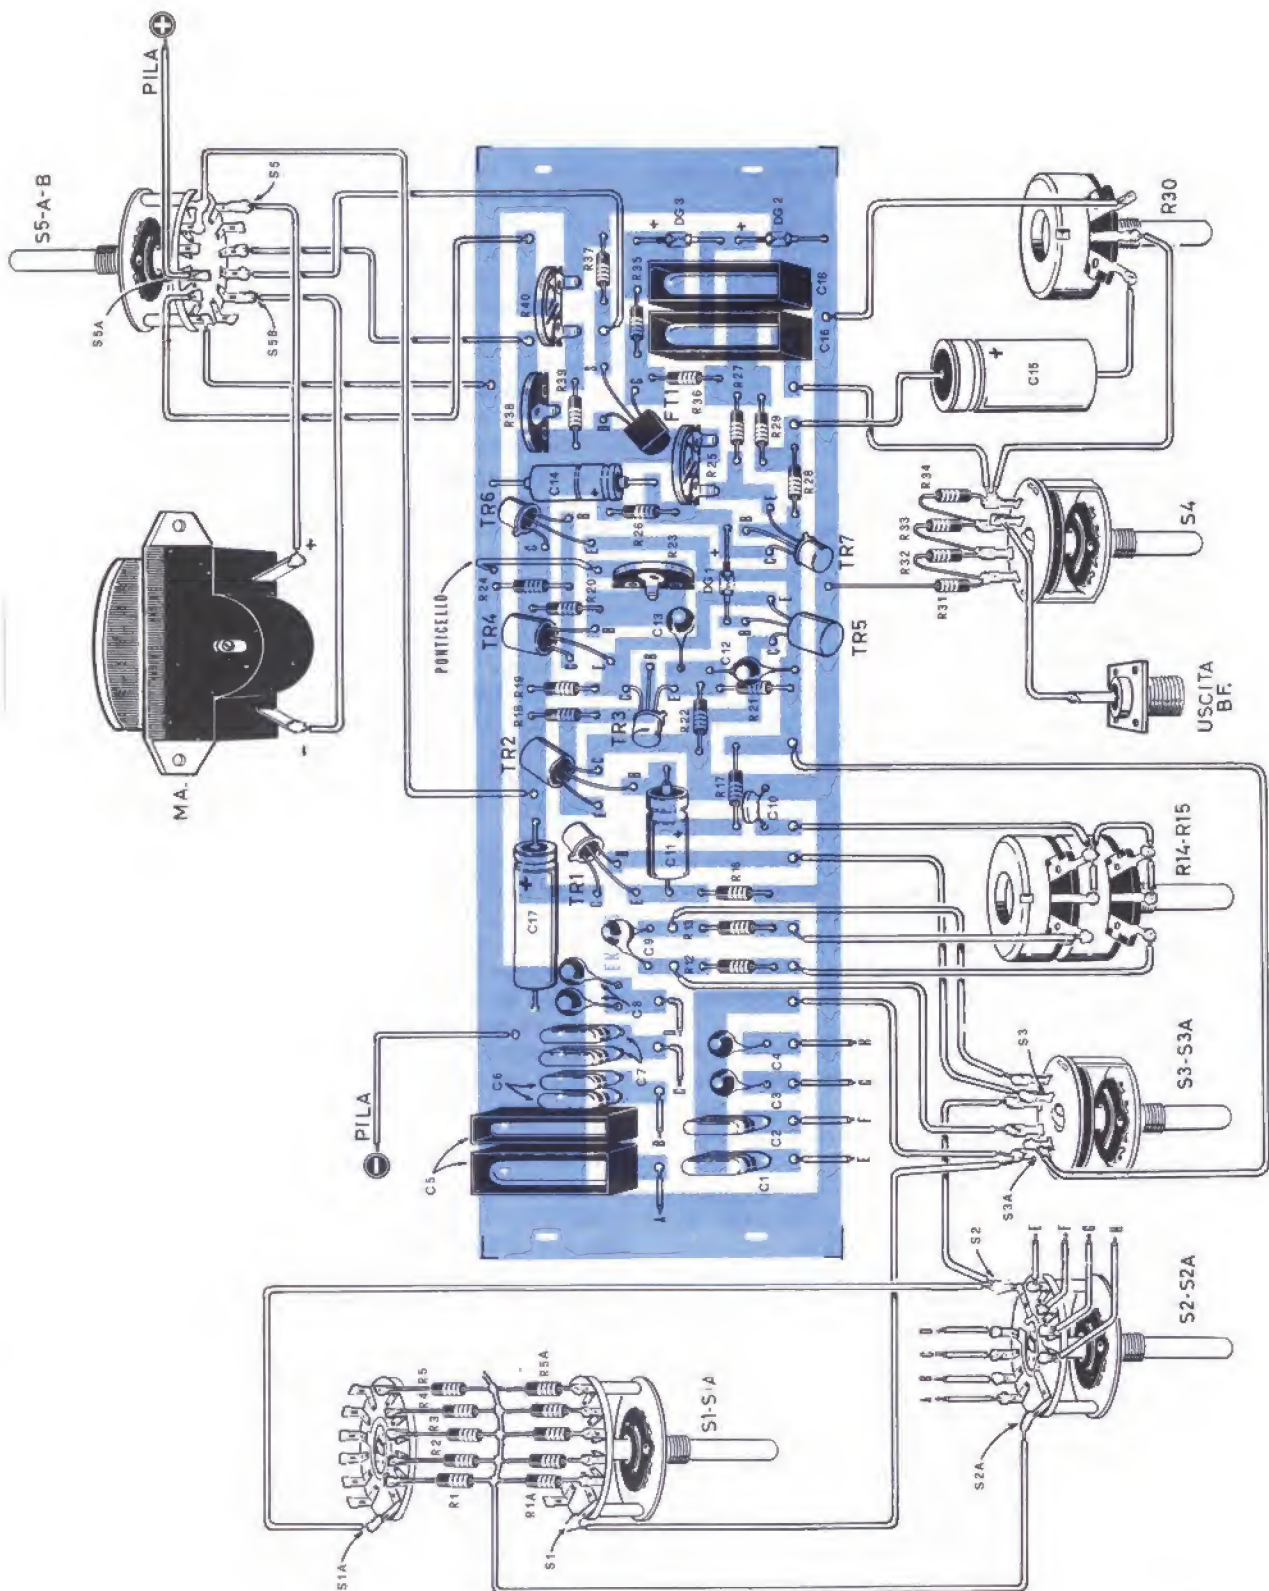 S5-A-B
PILA
+
S5A
S5
S5B
MA.
+
-
PONTICELLO
R40
R37
R35
+
DG3
+
DG2
C18
C16
R38
R39
FT1
R36
R27
R29
R28
R25
C14
+
TR6
R26
R23
R24
R20
TR4
C13
DG1
+
TR7
TR5
C12
R19
R18
TR3
R22
R21
TR2
R17
C10
C11
+
TR1
R16
C17
+
C9
R13
R12
C8
C7
C6
C5
C4
C3
C2
C1
PILA
-
A
B
C
D
E
F
G
H
B
C
E
B
C
E
B
C
E
B
C
E
B
C
E
B
C
E
B
C
E
R30
C15
+
R34
R33
R32
R31
S4
USCITA
BF.
R14-R15
S3
S3-S3A
S3A
S2
E
F
G
H
D
C
B
A
S2A
S2-S2A
R5
R4
R3
R2
R1
R5A
R1A
S1-S1A
S1
S1A